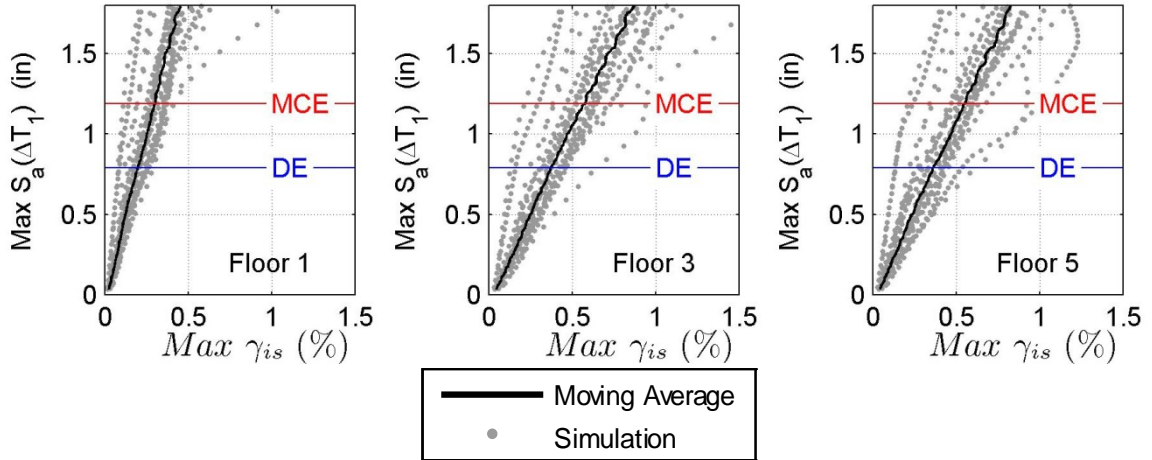 Max S_a(ΔT_1) (in)
1.5
1
0.5
0
MCE
DE
Floor 1
0 0.5 1 1.5
Max γ_is (%)
Max S_a(ΔT_1) (in)
1.5
1
0.5
0
MCE
DE
Floor 3
0 0.5 1 1.5
Max γ_is (%)
Max S_a(ΔT_1) (in)
1.5
1
0.5
0
MCE
DE
Floor 5
0 0.5 1 1.5
Max γ_is (%)
Moving Average
Simulation